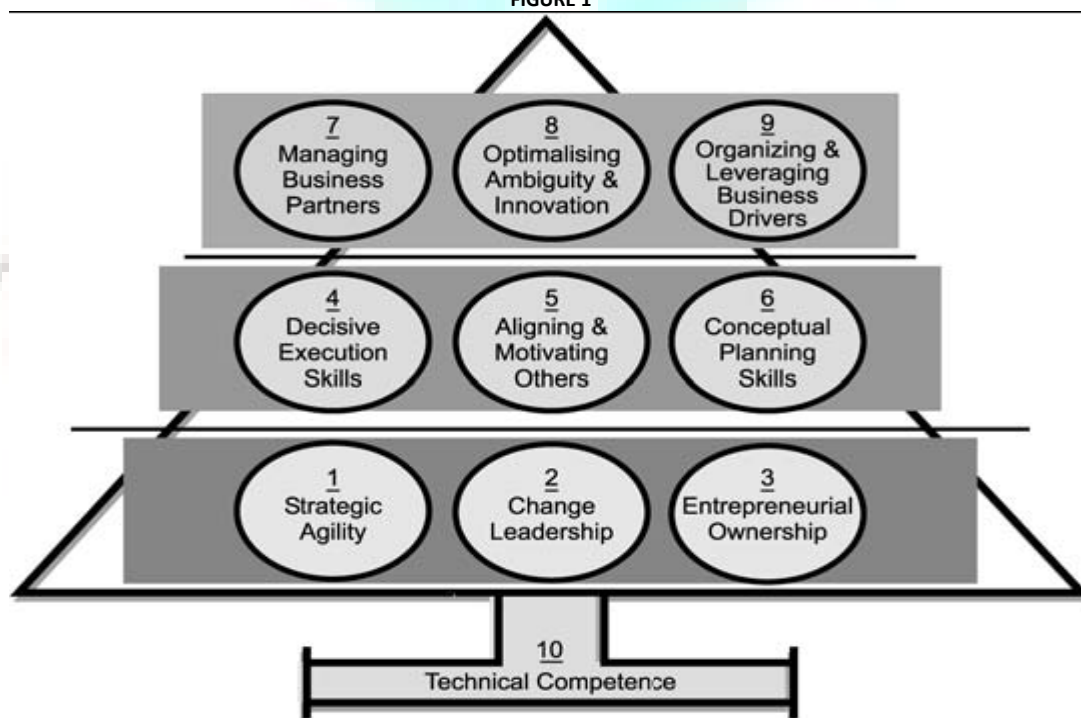 FIGURE 1
7
Managing
Business
Partners
8
Optimalising
Ambiguity &
Innovation
9
Organizing &
Leveraging
Business
Drivers
4
Decisive
Execution
Skills
5
Aligning &
Motivating
Others
6
Conceptual
Planning
Skills
1
Strategic
Agility
2
Change
Leadership
3
Entrepreneurial
Ownership
10
Technical Competence